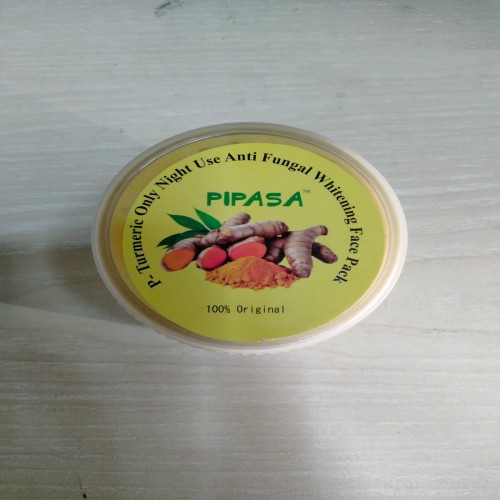 P-Turmeric Only Night Use Anti Fungal Whitening Face Pack
PIPASA™
100% Original